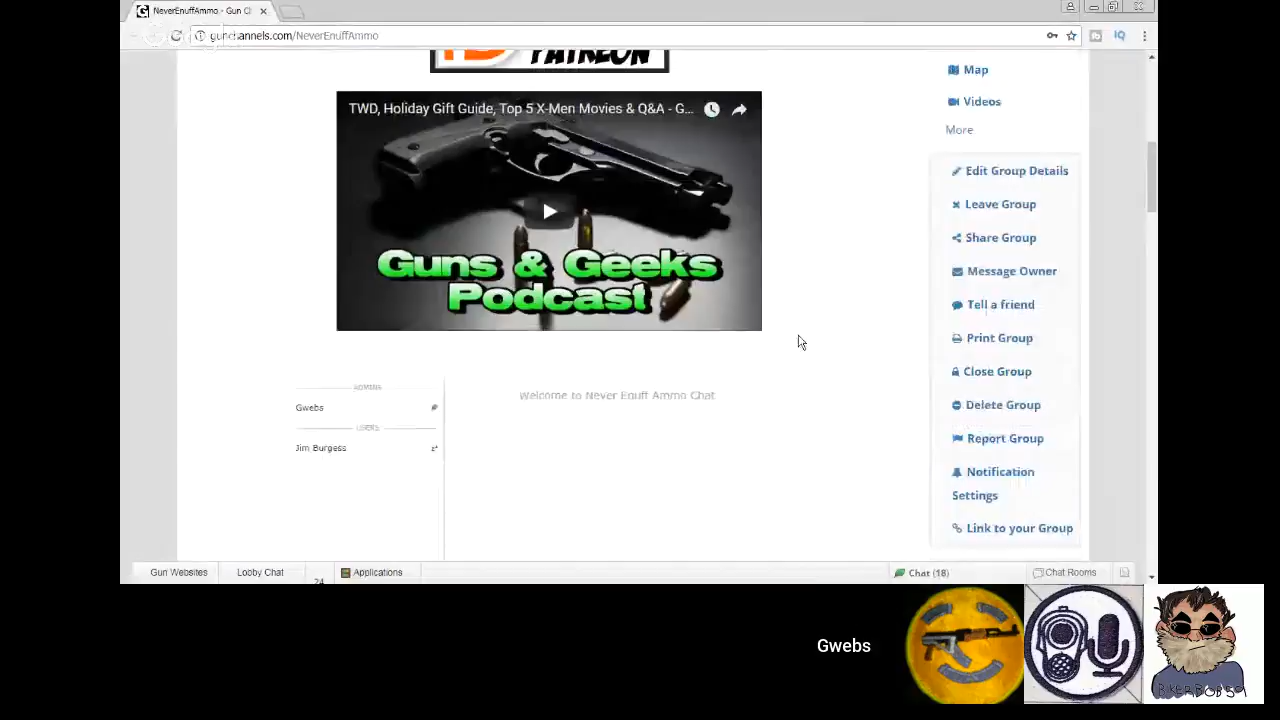 NeverEnuffAmmo - Gun Ch
gunchannels.com/NeverEnuffAmmo
PATREON
Map
Videos
More
TWD, Holiday Gift Guide, Top 5 X-Men Movies & Q&A - G...
Guns & Geeks
Podcast
Edit Group Details
Leave Group
Share Group
Message Owner
Tell a friend
Print Group
Close Group
Delete Group
Report Group
Notification
Settings
Link to your Group
ADMINS
Gwebs
USERS
Jim Burgess
Welcome to Never Enuff Ammo Chat
Gun Websites
Lobby Chat
24
Applications
Chat (18)
Chat Rooms
Gwebs
BIKERBOB59